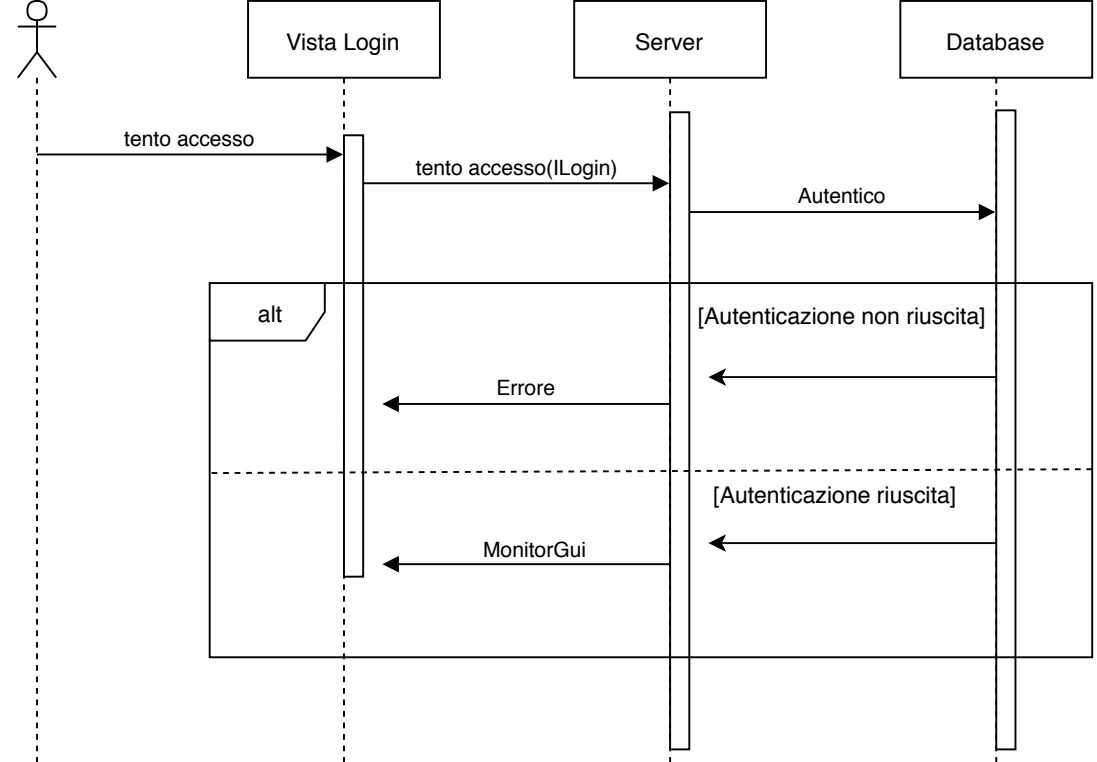 Vista Login
Server
Database
tento accesso
tento accesso(ILogin)
Autentico
alt
[Autenticazione non riuscita]
Errore
[Autenticazione riuscita]
MonitorGui